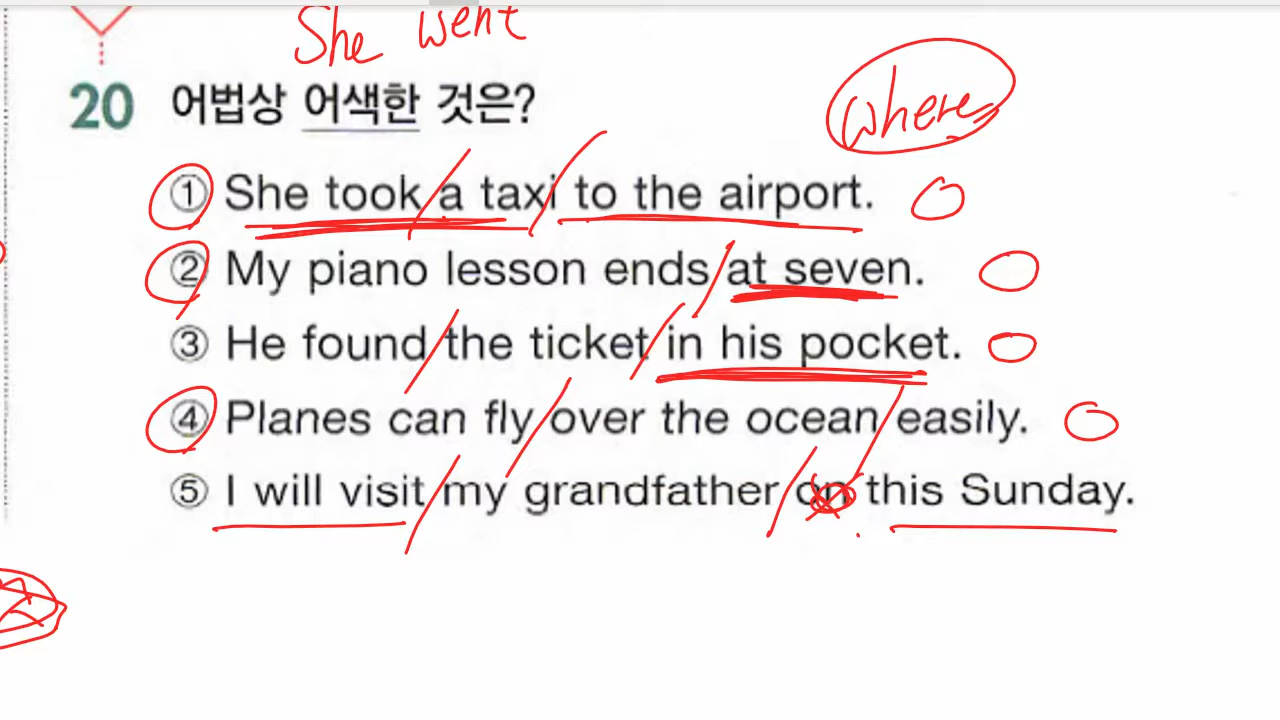 She went
20 어법상 어색한 것은?
where
① She took a taxi to the airport.
② My piano lesson ends at seven.
③ He found the ticket in his pocket.
④ Planes can fly over the ocean easily.
⑤ I will visit my grandfather on this Sunday.